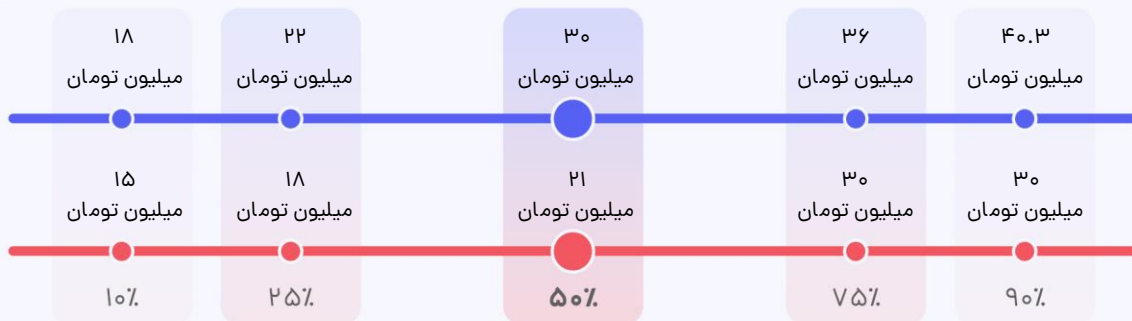 ۱۸ ۲۲ ۳۰ ۳۶ ۴۰.۳
میلیون تومان میلیون تومان میلیون تومان میلیون تومان میلیون تومان
۱۵ ۱۸ ۲۱ ۳۰ ۳۰
میلیون تومان میلیون تومان میلیون تومان میلیون تومان میلیون تومان
۱۰٪ ۲۵٪ ۵۰٪ ۷۵٪ ۹۰٪